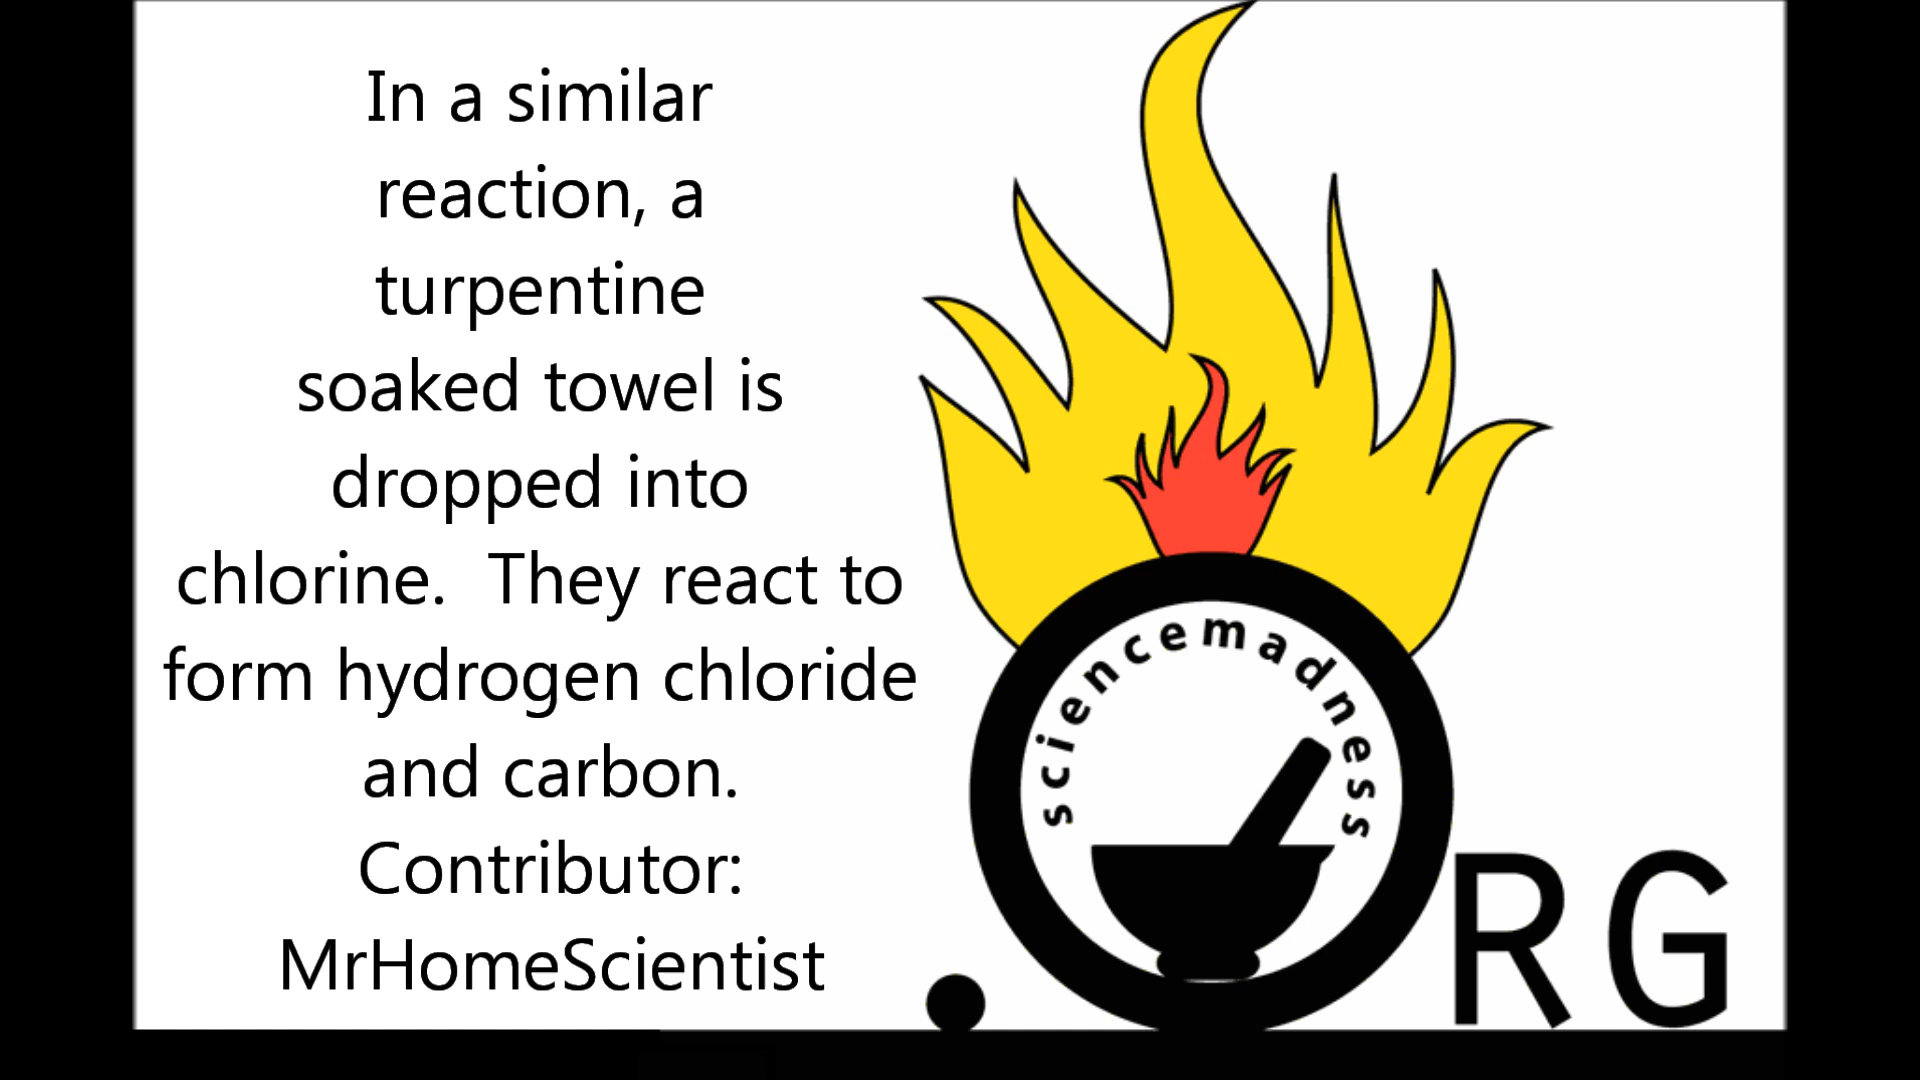 In a similar
reaction, a
turpentine
soaked towel is
dropped into
chlorine.  They react to
form hydrogen chloride
and carbon.
Contributor:
MrHomeScientist
sciencemadness
.ORG